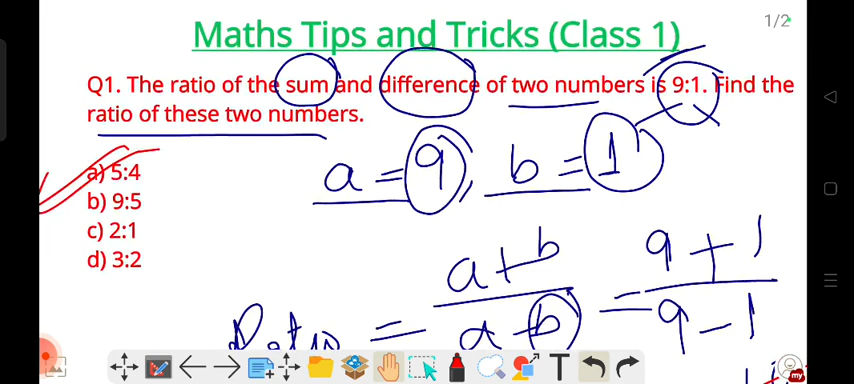 1/2
Maths Tips and Tricks (Class 1)
Q1. The ratio of the sum and difference of two numbers is 9:1. Find the
ratio of these two numbers.
a) 5:4
b) 9:5
c) 2:1
d) 3:2
a = 9, b = 1
Ratio = a+b / a-b = 9+1 / 9-1
T
my